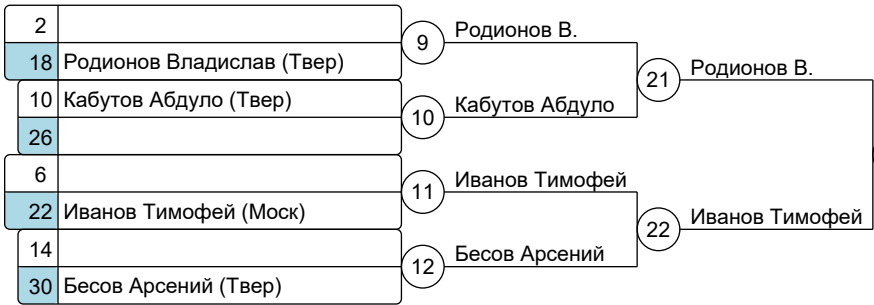 2
18 Родионов Владислав (Твер)
10 Кабутов Абдуло (Твер)
26
6
22 Иванов Тимофей (Моск)
14
30 Бесов Арсений (Твер)
9 Родионов В.
10 Кабутов Абдуло
11 Иванов Тимофей
12 Бесов Арсений
21 Родионов В.
22 Иванов Тимофей